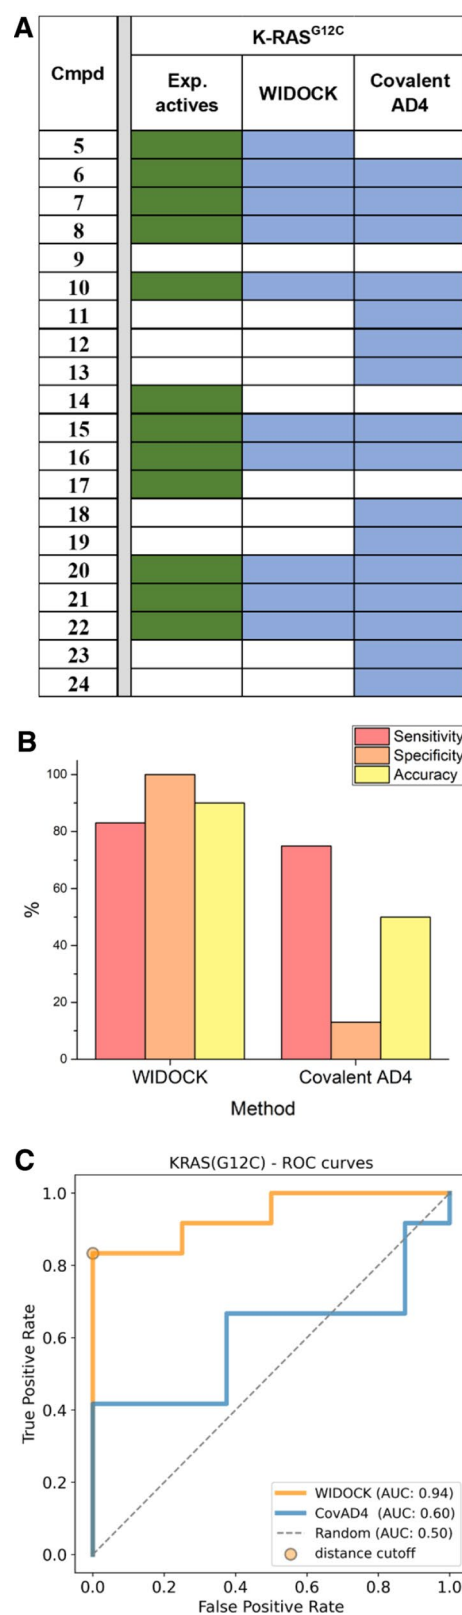 A
K-RASG12C
Cmpd
Exp. actives
WIDOCK
Covalent AD4
5
6
7
8
9
10
11
12
13
14
15
16
17
18
19
20
21
22
23
24
B
Sensitivity
Specificity
Accuracy
100
80
60
40
20
0
%
WIDOCK
Covalent AD4
Method
C
KRAS(G12C) - ROC curves
1.0
0.8
0.6
0.4
0.2
0.0
True Positive Rate
WIDOCK (AUC: 0.94)
CovAD4 (AUC: 0.60)
Random (AUC: 0.50)
distance cutoff
0.0
0.2
0.4
0.6
0.8
1.0
False Positive Rate